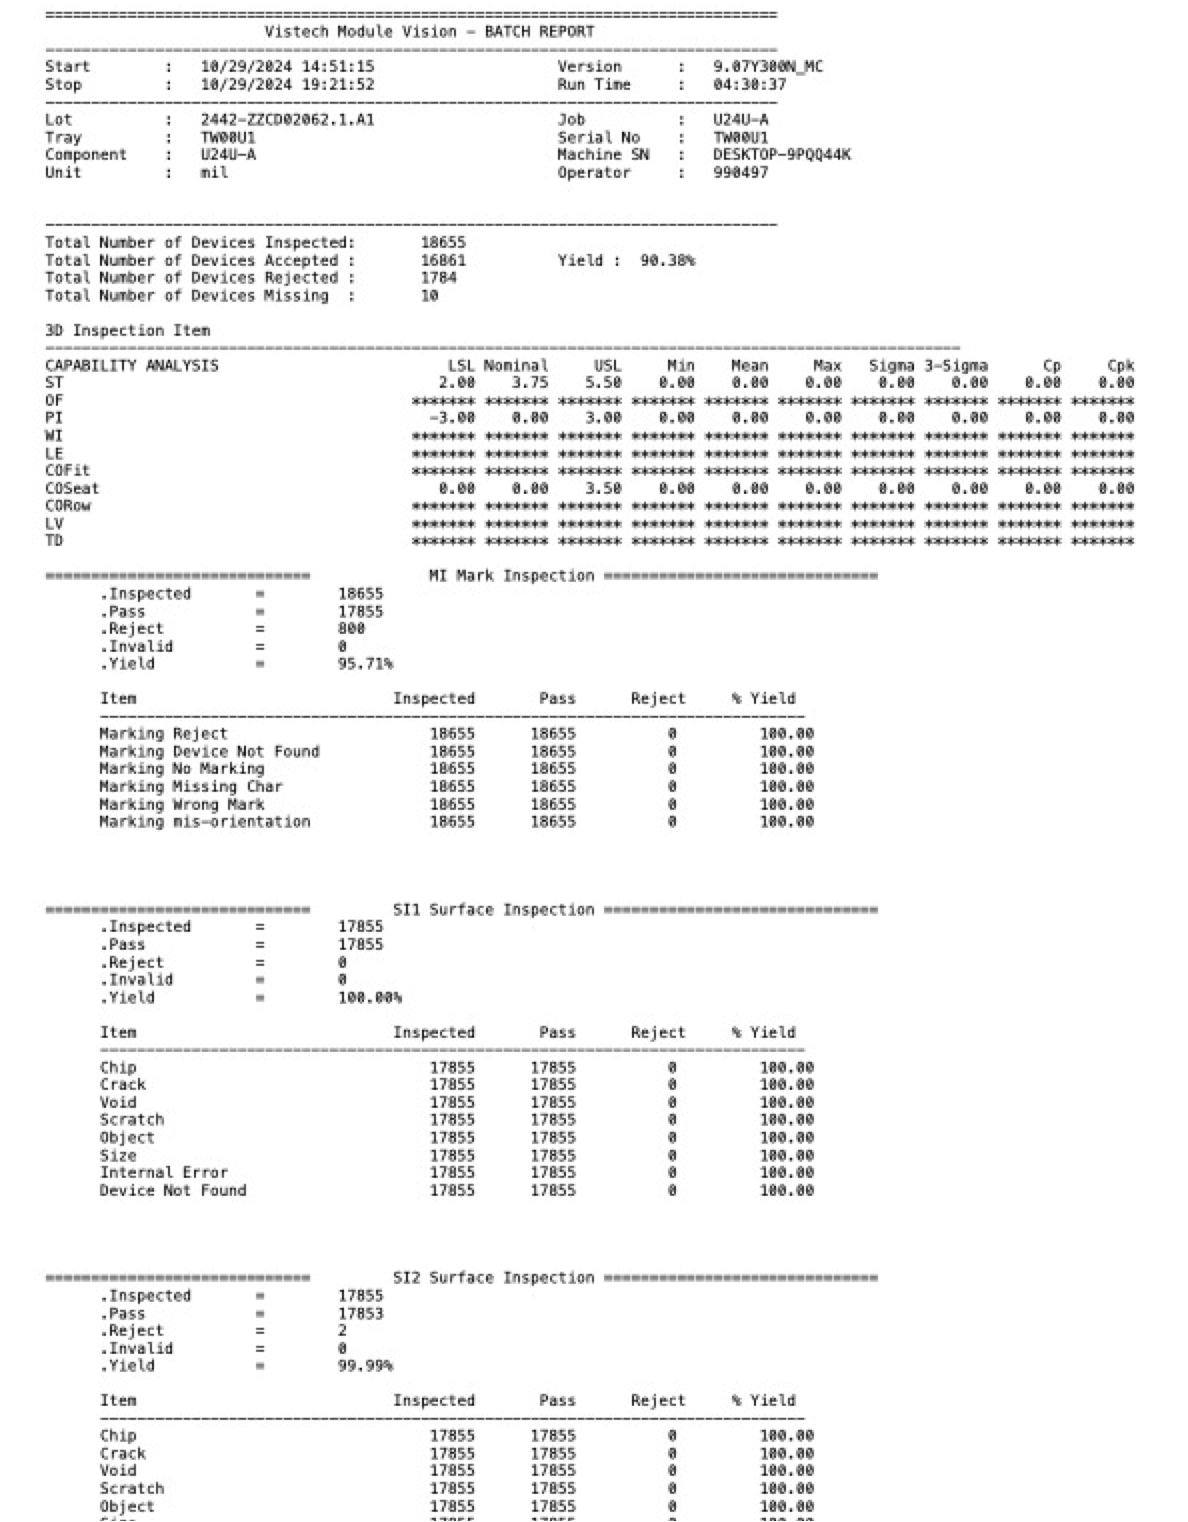 ================================================================================
Vistech Module Vision - BATCH REPORT
--------------------------------------------------------------------------------
Start : 10/29/2024 14:51:15 Version : 9.07Y300N_MC
Stop : 10/29/2024 19:21:52 Run Time : 04:30:37
--------------------------------------------------------------------------------
Lot : 2442-ZZCD02062.1.A1 Job : U24U-A
Tray : TW00U1 Serial No : TW00U1
Component : U24U-A Machine SN : DESKTOP-9PQQ44K
Unit : mil Operator : 990497
--------------------------------------------------------------------------------
Total Number of Devices Inspected: 18655
Total Number of Devices Accepted : 16861 Yield : 90.38%
Total Number of Devices Rejected : 1784
Total Number of Devices Missing : 10
3D Inspection Item
----------------------------------------------------------------------------------------------------
CAPABILITY ANALYSIS LSL Nominal USL Min Mean Max Sigma 3-Sigma Cp Cpk
ST 2.00 3.75 5.50 0.00 0.00 0.00 0.00 0.00 0.00 0.00
OF ******* ******* ******* ******* ******* ******* ******* ******* ******* *******
PI -3.00 0.00 3.00 0.00 0.00 0.00 0.00 0.00 0.00 0.00
WI ******* ******* ******* ******* ******* ******* ******* ******* ******* *******
LE ******* ******* ******* ******* ******* ******* ******* ******* ******* *******
COFit ******* ******* ******* ******* ******* ******* ******* ******* ******* *******
COSeat 0.00 0.00 3.50 0.00 0.00 0.00 0.00 0.00 0.00 0.00
CORow ******* ******* ******* ******* ******* ******* ******* ******* ******* *******
LV ******* ******* ******* ******* ******* ******* ******* ******* ******* *******
TD ******* ******* ******* ******* ******* ******* ******* ******* ******* *******
============================= MI Mark Inspection ==============================
.Inspected = 18655
.Pass = 17855
.Reject = 800
.Invalid = 0
.Yield = 95.71%
Item Inspected Pass Reject % Yield
-----------------------------------------------------------------------------
Marking Reject 18655 18655 0 100.00
Marking Device Not Found 18655 18655 0 100.00
Marking No Marking 18655 18655 0 100.00
Marking Missing Char 18655 18655 0 100.00
Marking Wrong Mark 18655 18655 0 100.00
Marking mis-orientation 18655 18655 0 100.00
============================= SI1 Surface Inspection ==============================
.Inspected = 17855
.Pass = 17855
.Reject = 0
.Invalid = 0
.Yield = 100.00%
Item Inspected Pass Reject % Yield
-----------------------------------------------------------------------------
Chip 17855 17855 0 100.00
Crack 17855 17855 0 100.00
Void 17855 17855 0 100.00
Scratch 17855 17855 0 100.00
Object 17855 17855 0 100.00
Size 17855 17855 0 100.00
Internal Error 17855 17855 0 100.00
Device Not Found 17855 17855 0 100.00
============================= SI2 Surface Inspection ==============================
.Inspected = 17855
.Pass = 17853
.Reject = 2
.Invalid = 0
.Yield = 99.99%
Item Inspected Pass Reject % Yield
-----------------------------------------------------------------------------
Chip 17855 17855 0 100.00
Crack 17855 17855 0 100.00
Void 17855 17855 0 100.00
Scratch 17855 17855 0 100.00
Object 17855 17855 0 100.00